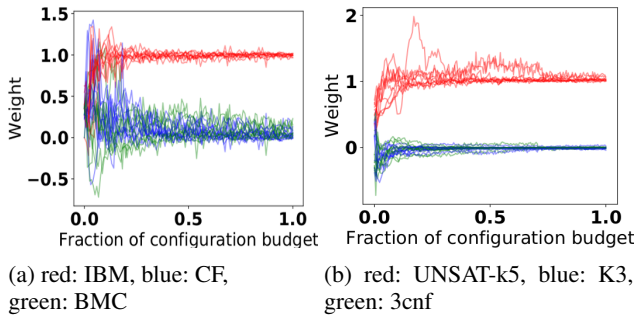 1.5
1.0
0.5
0.0
−0.5
Weight
0.0 0.5 1.0
Fraction of configuration budget
2
1
0
Weight
0.0 0.5 1.0
Fraction of configuration budget
(a) red: IBM, blue: CF,
green: BMC
(b) red: UNSAT-k5, blue: K3,
green: 3cnf